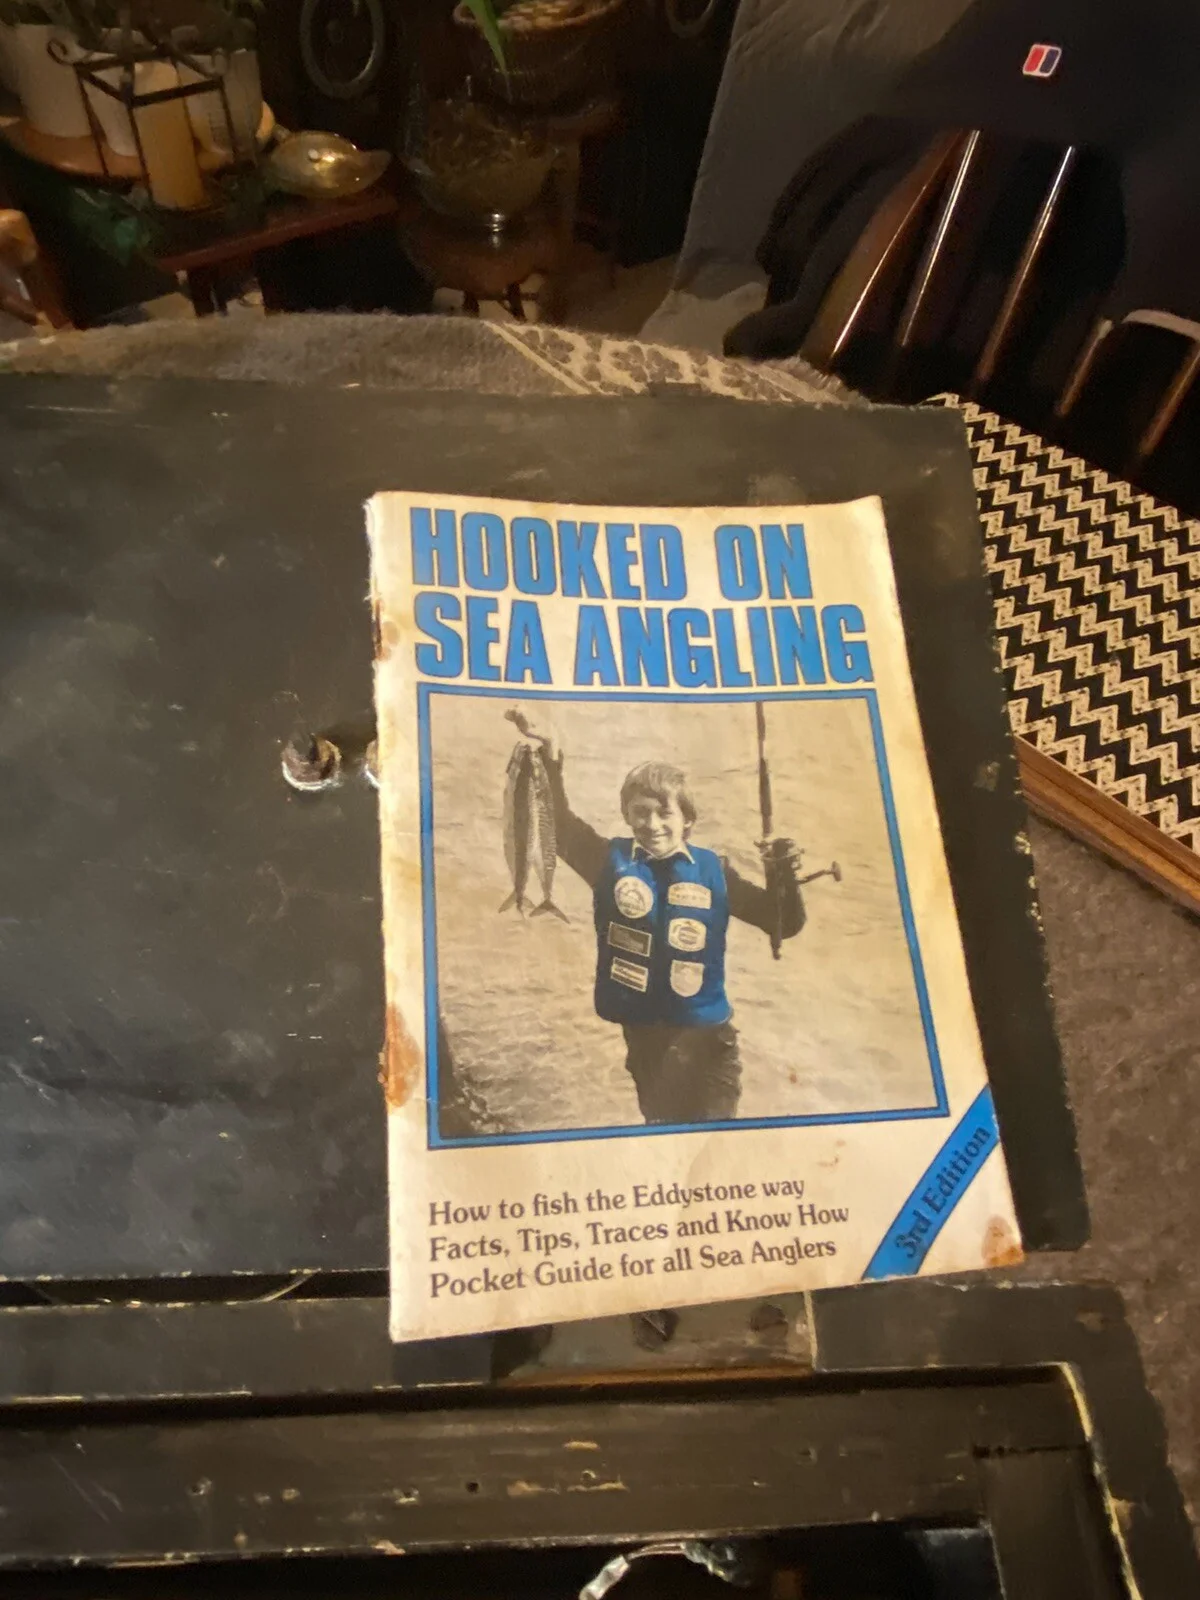 HOOKED ON
SEA ANGLING
How to fish the Eddystone way
Facts, Tips, Traces and Know How
Pocket Guide for all Sea Anglers
3rd Edition